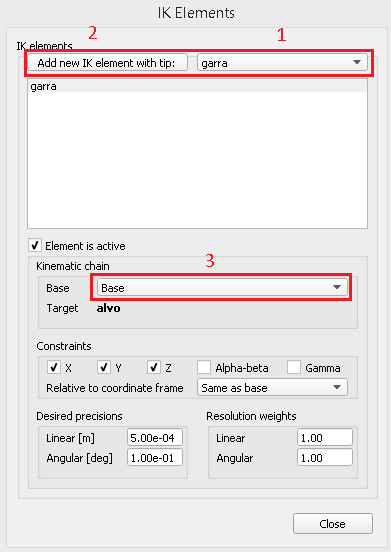 IK Elements
2 1
IK elements
Add new IK element with tip: garra
garra
Element is active
Kinematic chain
3
Base Base
Target alvo
Constraints
X Y Z Alpha-beta Gamma
Relative to coordinate frame Same as base
Desired precisions Resolution weights
Linear [m] 5.00e-04 Linear 1.00
Angular [deg] 1.00e-01 Angular 1.00
Close